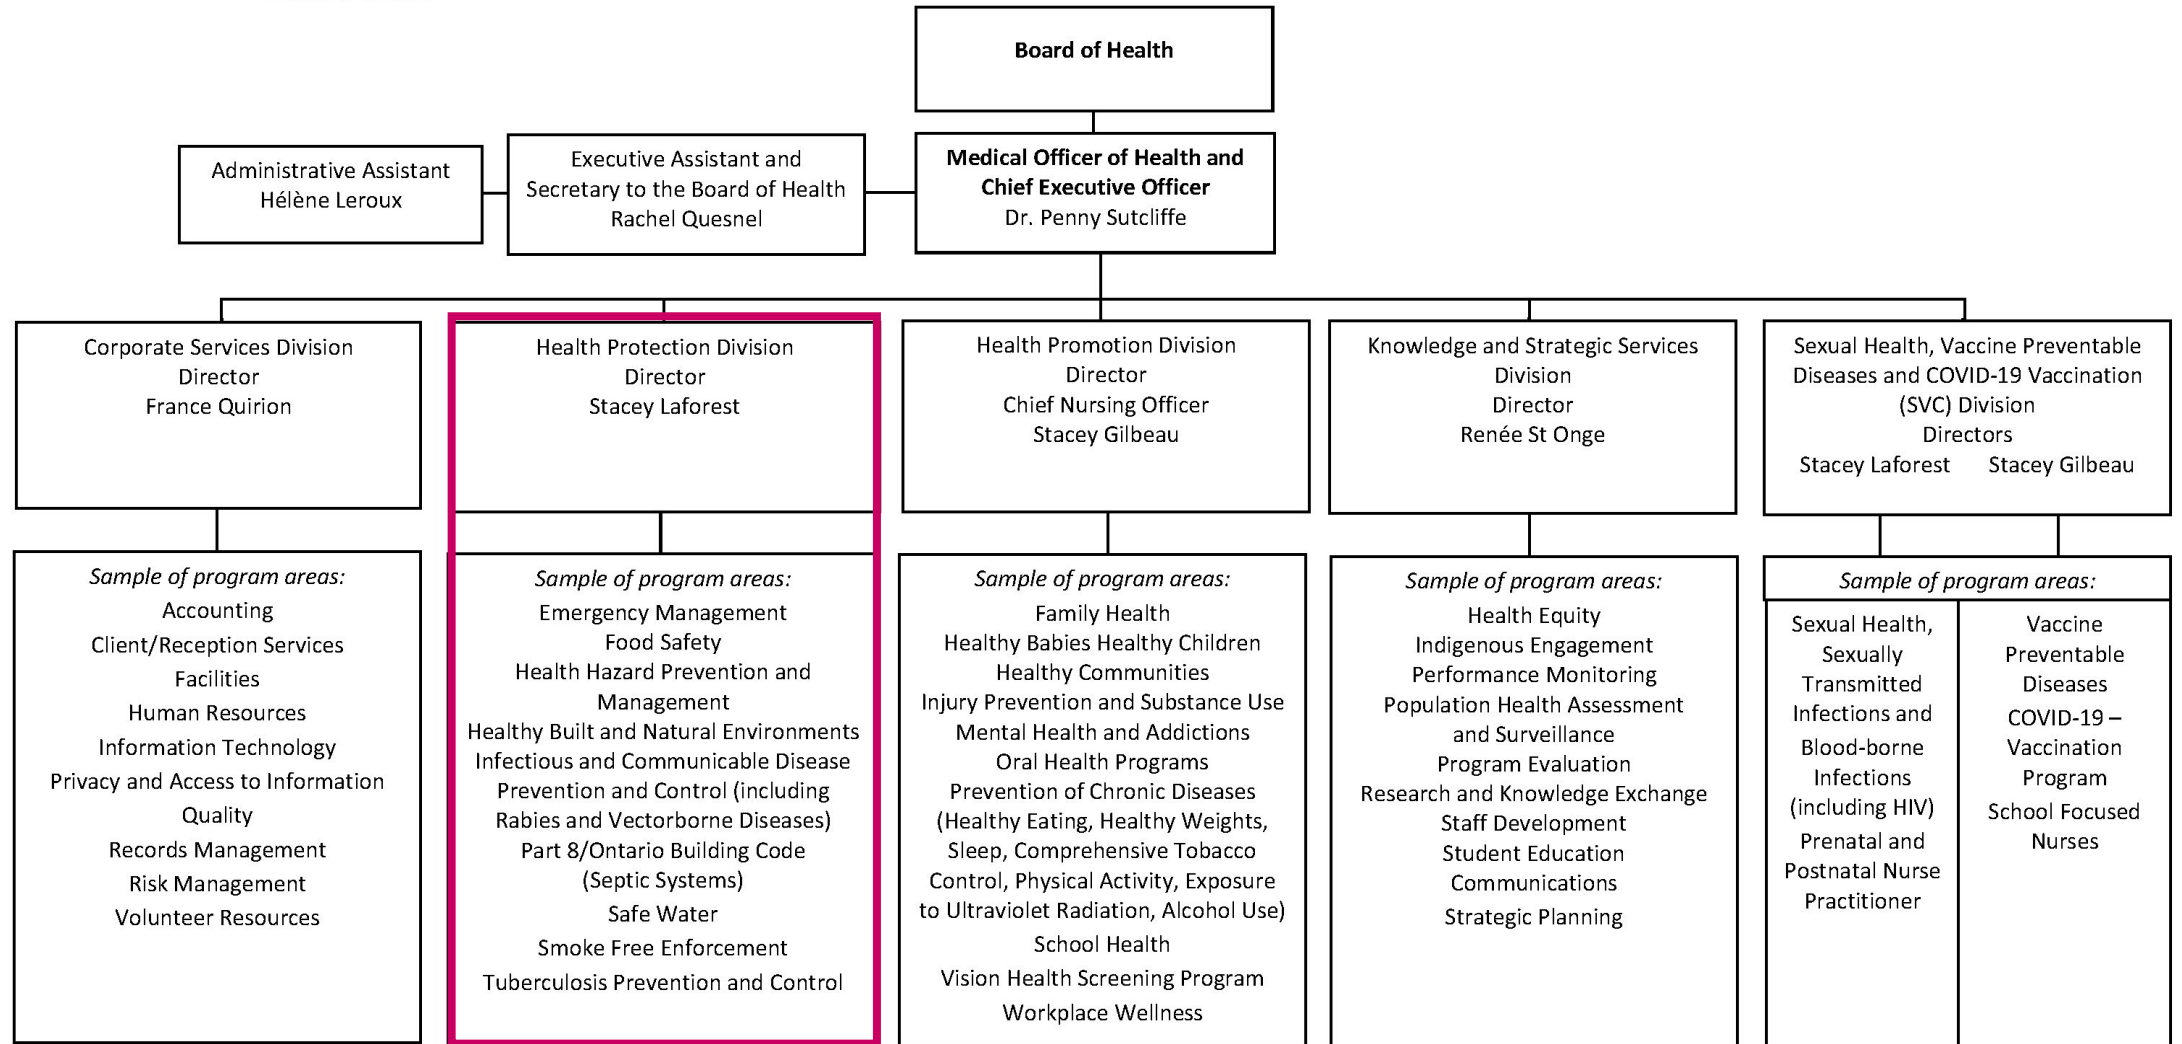 Board of Health
Administrative Assistant
Hélène Leroux
Executive Assistant and
Secretary to the Board of Health
Rachel Quesnel
Medical Officer of Health and
Chief Executive Officer
Dr. Penny Sutcliffe
Corporate Services Division
Director
France Quirion
Health Protection Division
Director
Stacey Laforest
Health Promotion Division
Director
Chief Nursing Officer
Stacey Gilbeau
Knowledge and Strategic Services
Division
Director
Renée St Onge
Sexual Health, Vaccine Preventable
Diseases and COVID-19 Vaccination
(SVC) Division
Directors
Stacey Laforest Stacey Gilbeau
Sample of program areas:
Accounting
Client/Reception Services
Facilities
Human Resources
Information Technology
Privacy and Access to Information
Quality
Records Management
Risk Management
Volunteer Resources
Sample of program areas:
Emergency Management
Food Safety
Health Hazard Prevention and
Management
Healthy Built and Natural Environments
Infectious and Communicable Disease
Prevention and Control (including
Rabies and Vectorborne Diseases)
Part 8/Ontario Building Code
(Septic Systems)
Safe Water
Smoke Free Enforcement
Tuberculosis Prevention and Control
Sample of program areas:
Family Health
Healthy Babies Healthy Children
Healthy Communities
Injury Prevention and Substance Use
Mental Health and Addictions
Oral Health Programs
Prevention of Chronic Diseases
(Healthy Eating, Healthy Weights,
Sleep, Comprehensive Tobacco
Control, Physical Activity, Exposure
to Ultraviolet Radiation, Alcohol Use)
School Health
Vision Health Screening Program
Workplace Wellness
Sample of program areas:
Health Equity
Indigenous Engagement
Performance Monitoring
Population Health Assessment
and Surveillance
Program Evaluation
Research and Knowledge Exchange
Staff Development
Student Education
Communications
Strategic Planning
Sample of program areas:
Sexual Health,
Sexually
Transmitted
Infections and
Blood-borne
Infections
(including HIV)
Prenatal and
Postnatal Nurse
Practitioner
Vaccine
Preventable
Diseases
COVID-19 –
Vaccination
Program
School Focused
Nurses